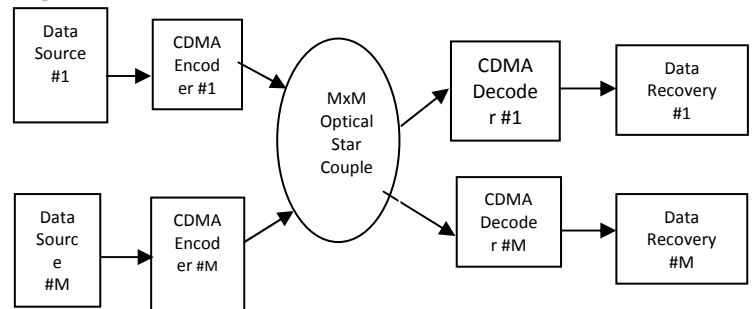 Data
Source
#1
CDMA
Encod
er #1
MxM
Optical
Star
Couple
CDMA
Decode
r #1
Data
Recovery
#1
Data
Sourc
e
#M
CDMA
Encod
er #M
CDMA
Decode
r #M
Data
Recovery
#M